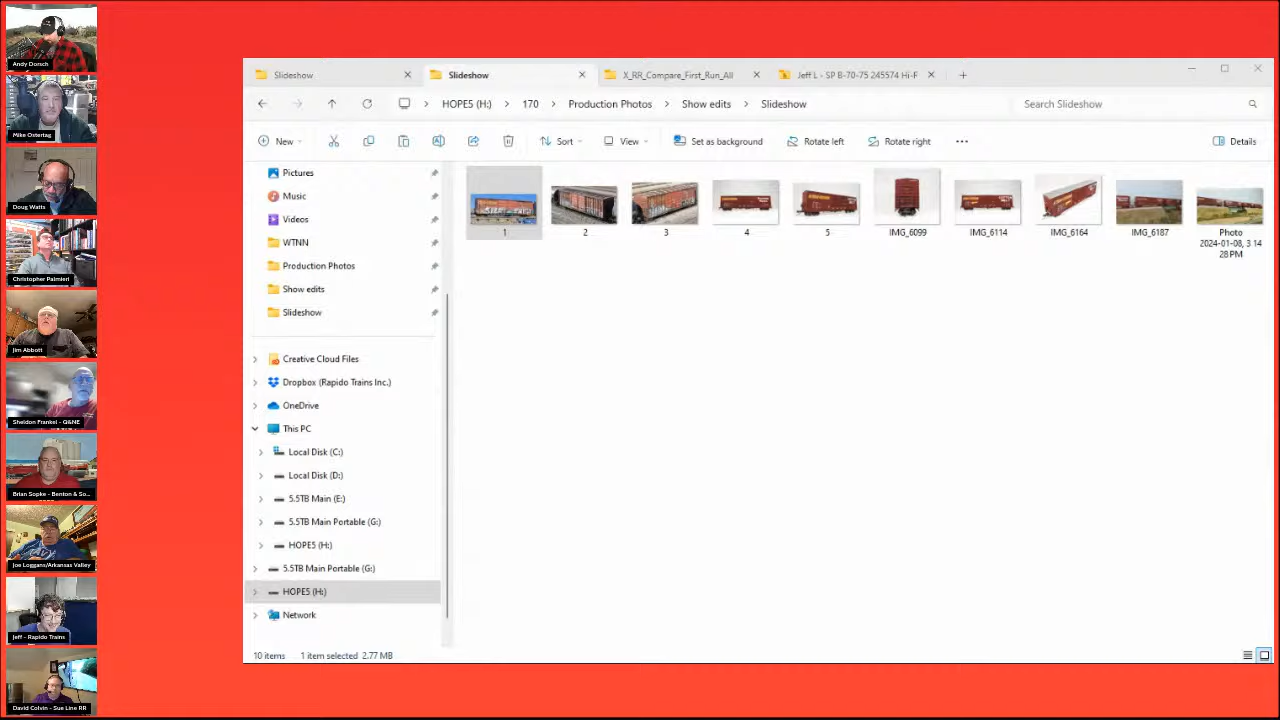 Andy Dorsch
Mike Ostertag
Doug Watts
Christopher Palmieri
Jim Abbott
Sheldon Frankel - Q&NE
Brian Sopke - Benton & So...
Joe Loggans/Arkansas Valley
Jeff - Rapido Trains
David Colvin - Sue Line RR
Slideshow
Slideshow
X_RR_Compare_First_Run_All
Jeff L - SP B-70-75 245574 Hi-F
HOPE5 (H:) 170 Production Photos Show edits Slideshow
Search Slideshow
New Sort View Set as background Rotate left Rotate right Details
Pictures
Music
Videos
WTNN
Production Photos
Show edits
Slideshow
Creative Cloud Files
Dropbox (Rapido Trains Inc.)
OneDrive
This PC
Local Disk (C:)
Local Disk (D:)
5.5TB Main (E:)
5.5TB Main Portable (G:)
HOPE5 (H:)
5.5TB Main Portable (G:)
HOPE5 (H:)
Network
1 2 3 4 5 IMG_6099 IMG_6114 IMG_6164 IMG_6187 Photo
2024-01-08, 3 14
28 PM
10 items 1 item selected 2.77 MB